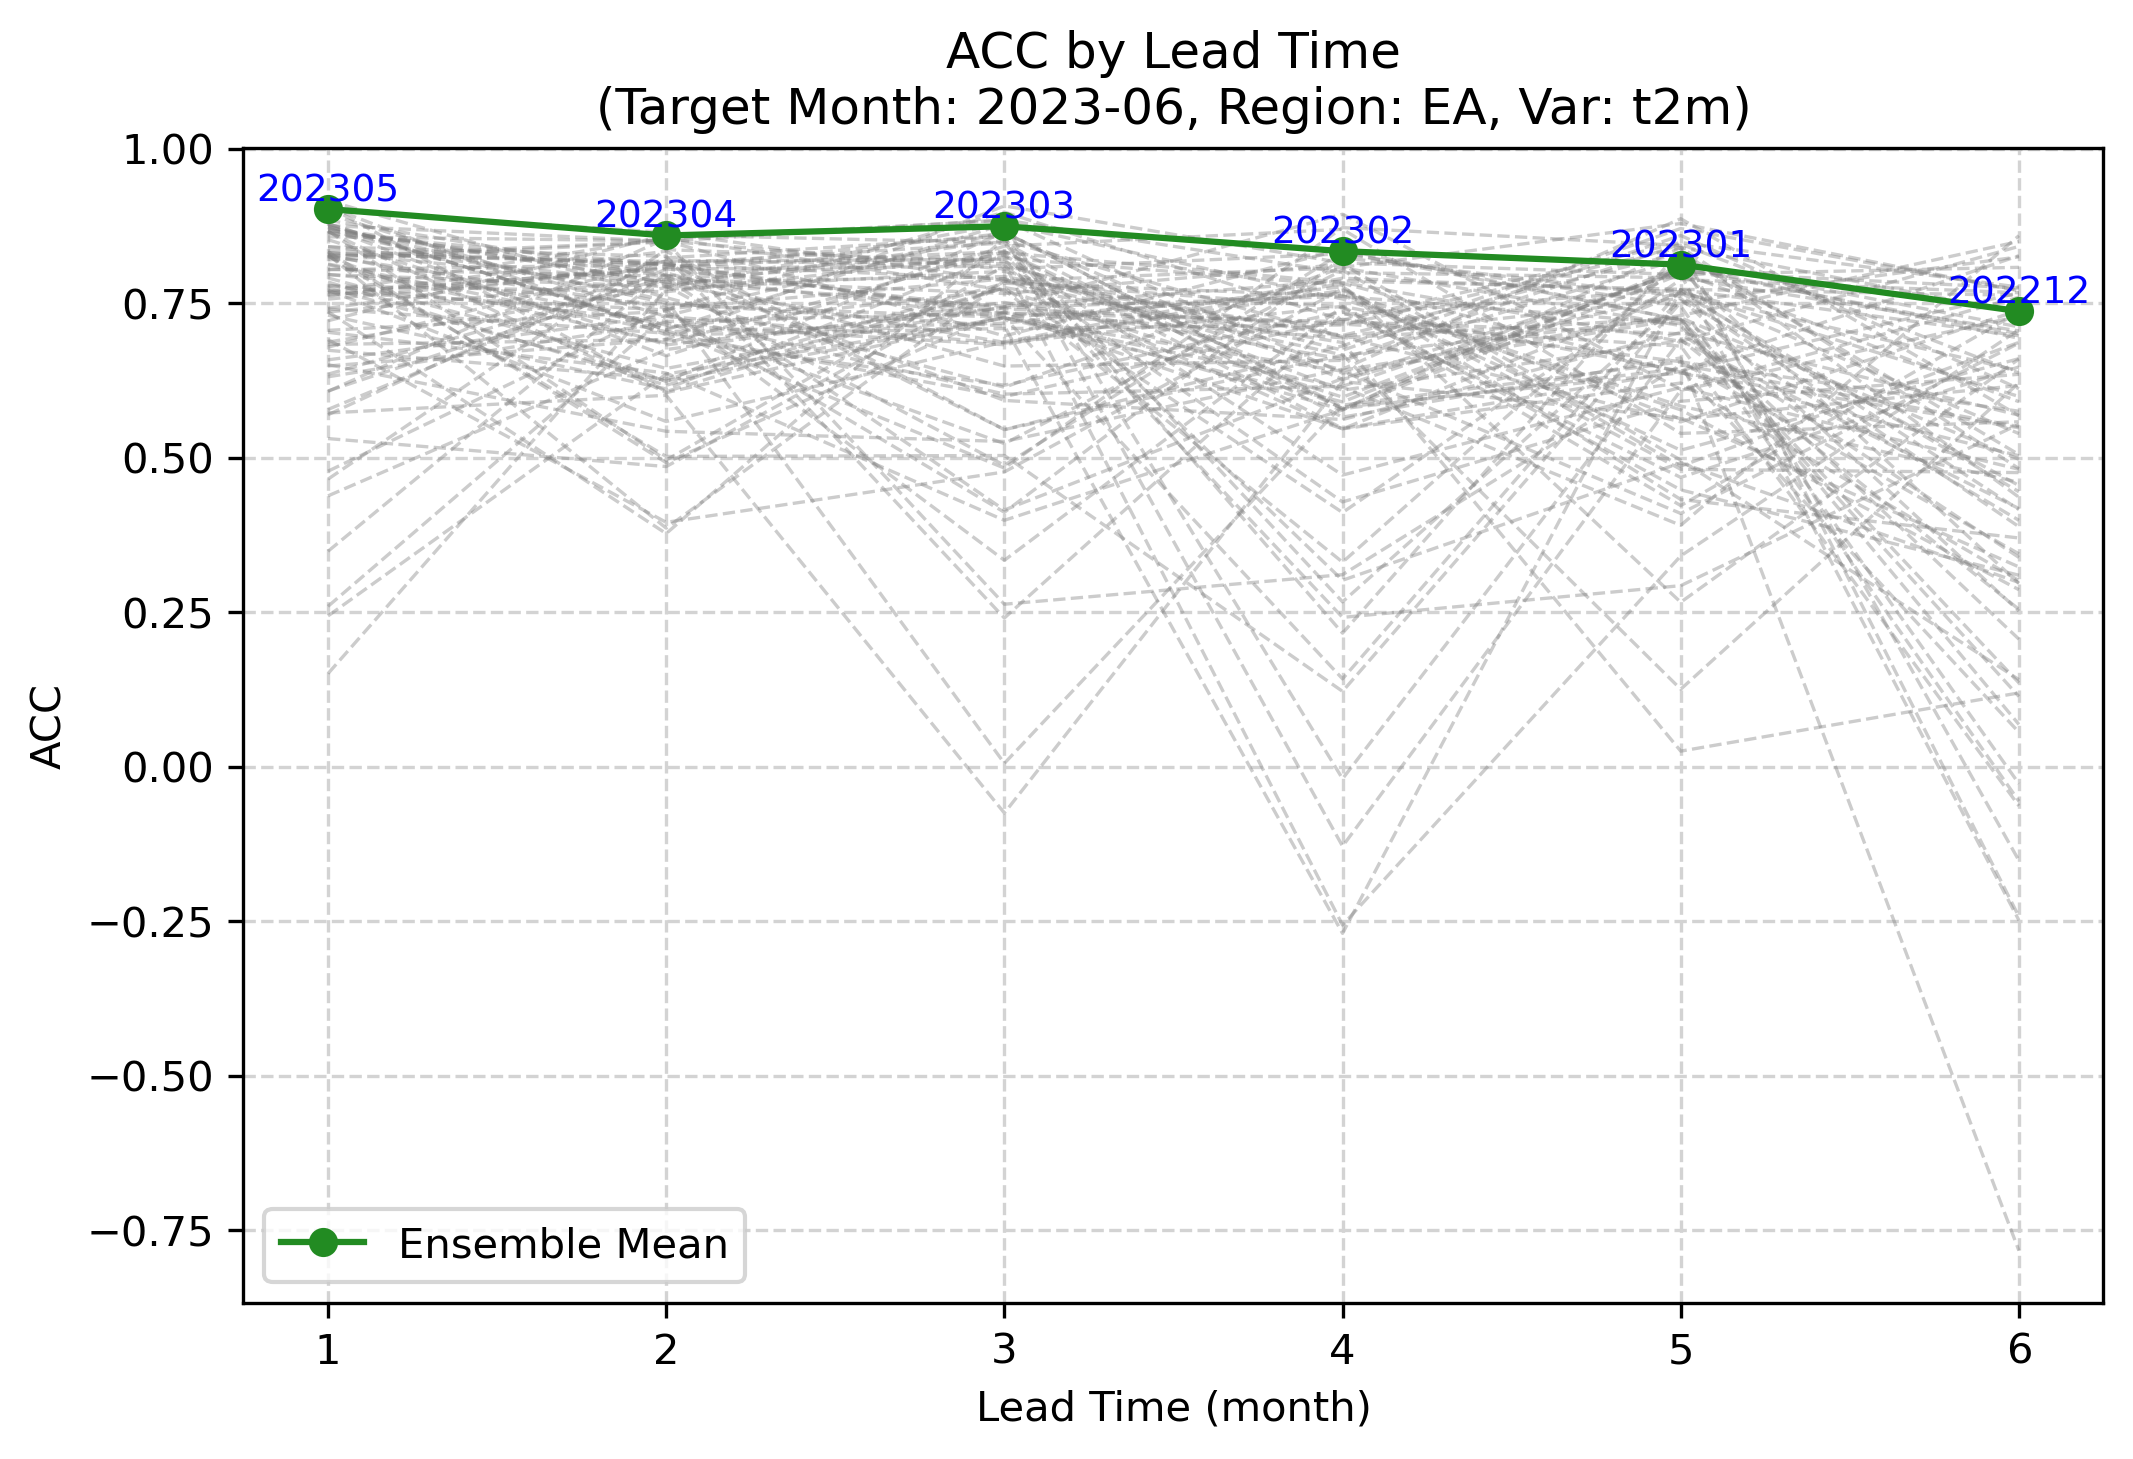 ACC by Lead Time
(Target Month: 2023-06, Region: EA, Var: t2m)
1.00
0.75
0.50
0.25
0.00
−0.25
−0.50
−0.75
ACC
202305
202304
202303
202302
202301
202212
Ensemble Mean
1 2 3 4 5 6
Lead Time (month)